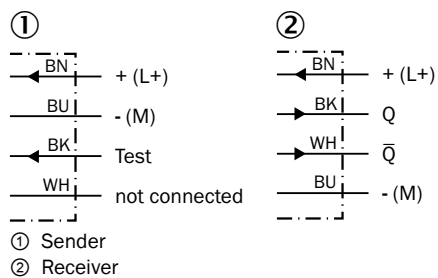 ①
BN + (L+)
BU - (M)
BK Test
WH not connected
②
BN + (L+)
BK Q
WH Q̅
BU - (M)
① Sender
② Receiver